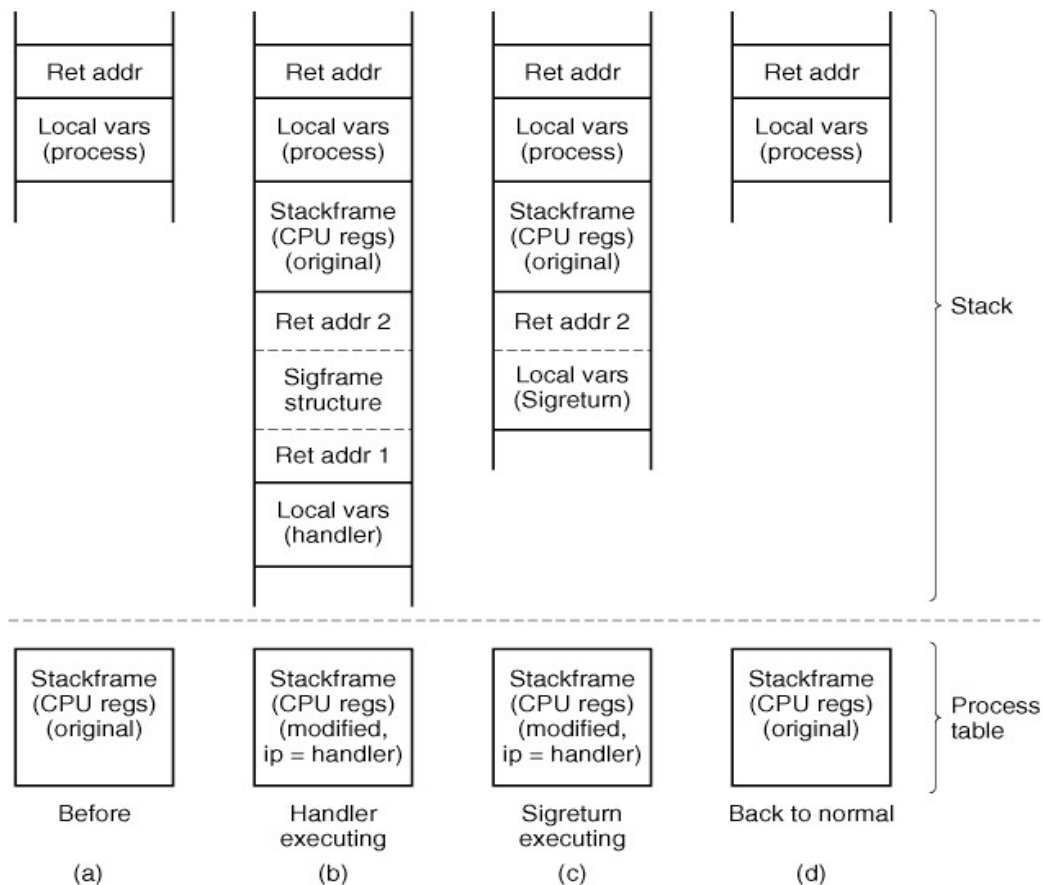 Ret addr
Local vars
(process)
Ret addr
Local vars
(process)
Stackframe
(CPU regs)
(original)
Ret addr 2
Sigframe
structure
Ret addr 1
Local vars
(handler)
Ret addr
Local vars
(process)
Stackframe
(CPU regs)
(original)
Ret addr 2
Local vars
(Sigreturn)
Ret addr
Local vars
(process)
Stack
Stackframe
(CPU regs)
(original)
Before
(a)
Stackframe
(CPU regs)
(modified,
ip = handler)
Handler
executing
(b)
Stackframe
(CPU regs)
(modified,
ip = handler)
Sigreturn
executing
(c)
Stackframe
(CPU regs)
(original)
Back to normal
(d)
Process
table